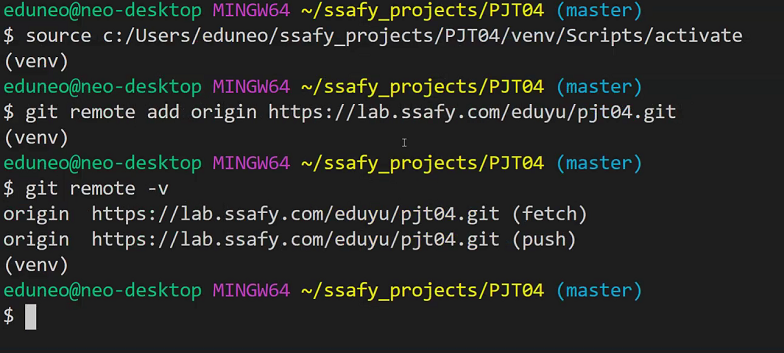 eduneo@neo-desktop MINGW64 ~/ssafy_projects/PJT04 (master)
$ source c:/Users/eduneo/ssafy_projects/PJT04/venv/Scripts/activate
(venv)
eduneo@neo-desktop MINGW64 ~/ssafy_projects/PJT04 (master)
$ git remote add origin https://lab.ssafy.com/eduyu/pjt04.git
(venv)
eduneo@neo-desktop MINGW64 ~/ssafy_projects/PJT04 (master)
$ git remote -v
origin  https://lab.ssafy.com/eduyu/pjt04.git (fetch)
origin  https://lab.ssafy.com/eduyu/pjt04.git (push)
(venv)
eduneo@neo-desktop MINGW64 ~/ssafy_projects/PJT04 (master)
$